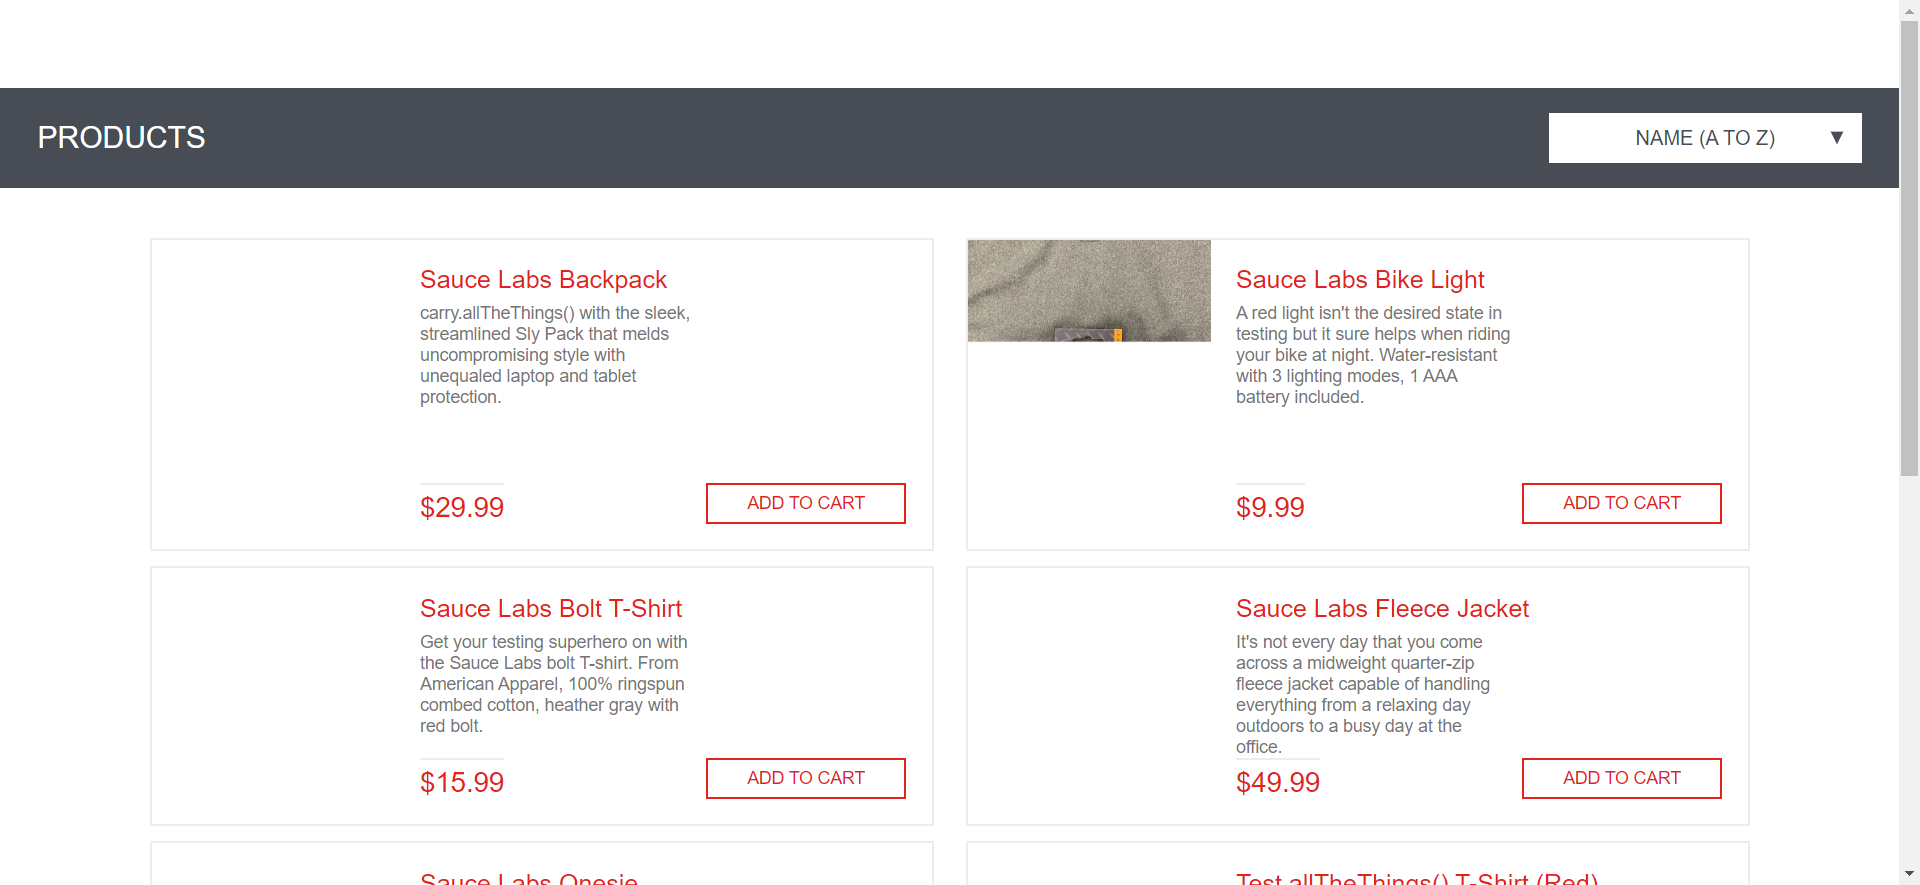 PRODUCTS
NAME (A TO Z)
Sauce Labs Backpack
carry.allTheThings() with the sleek,
streamlined Sly Pack that melds
uncompromising style with
unequaled laptop and tablet
protection.
$29.99
ADD TO CART
Sauce Labs Bike Light
A red light isn't the desired state in
testing but it sure helps when riding
your bike at night. Water-resistant
with 3 lighting modes, 1 AAA
battery included.
$9.99
ADD TO CART
Sauce Labs Bolt T-Shirt
Get your testing superhero on with
the Sauce Labs bolt T-shirt. From
American Apparel, 100% ringspun
combed cotton, heather gray with
red bolt.
$15.99
ADD TO CART
Sauce Labs Fleece Jacket
It's not every day that you come
across a midweight quarter-zip
fleece jacket capable of handling
everything from a relaxing day
outdoors to a busy day at the
office.
$49.99
ADD TO CART
Sauce Labs Onesie
Test.allTheThings() T-Shirt (Red)